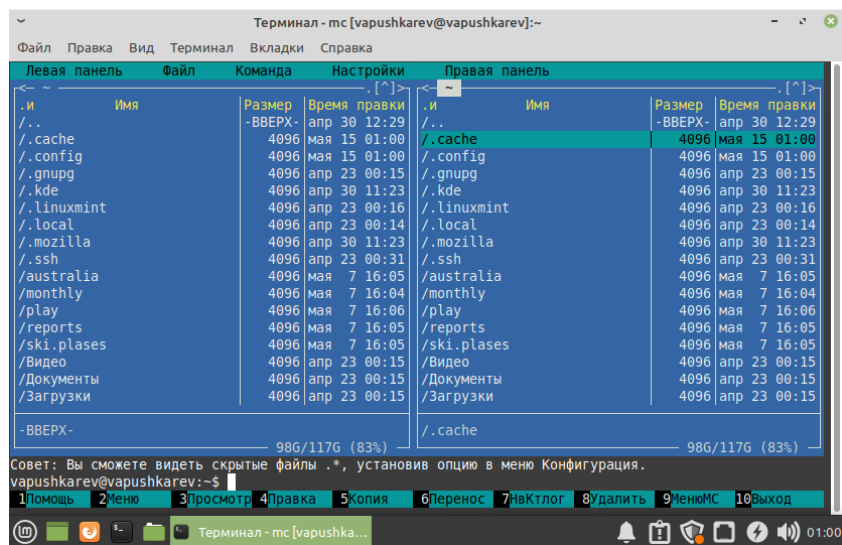 Терминал - mc [vapushkarev@vapushkarev]:~
Файл Правка Вид Терминал Вкладки Справка
Левая панель Файл Команда Настройки Правая панель
<- ~ .[^]> <- ~ .[^]>
.и Имя Размер Время правки .и Имя Размер Время правки
/.. -ВВЕРХ- апр 30 12:29 /.. -ВВЕРХ- апр 30 12:29
/.cache 4096 мая 15 01:00 /.cache 4096 мая 15 01:00
/.config 4096 мая 15 01:00 /.config 4096 мая 15 01:00
/.gnupg 4096 апр 23 00:15 /.gnupg 4096 апр 23 00:15
/.kde 4096 апр 30 11:23 /.kde 4096 апр 30 11:23
/.linuxmint 4096 апр 23 00:16 /.linuxmint 4096 апр 23 00:16
/.local 4096 апр 23 00:14 /.local 4096 апр 23 00:14
/.mozilla 4096 апр 30 11:23 /.mozilla 4096 апр 30 11:23
/.ssh 4096 апр 23 00:31 /.ssh 4096 апр 23 00:31
/australia 4096 мая 7 16:05 /australia 4096 мая 7 16:05
/monthly 4096 мая 7 16:04 /monthly 4096 мая 7 16:04
/play 4096 мая 7 16:06 /play 4096 мая 7 16:06
/reports 4096 мая 7 16:05 /reports 4096 мая 7 16:05
/ski.plases 4096 мая 7 16:05 /ski.plases 4096 мая 7 16:05
/Видео 4096 апр 23 00:15 /Видео 4096 апр 23 00:15
/Документы 4096 апр 23 00:15 /Документы 4096 апр 23 00:15
/Загрузки 4096 апр 23 00:15 /Загрузки 4096 апр 23 00:15
-ВВЕРХ- /.cache
98G/117G (83%) 98G/117G (83%)
Совет: Вы сможете видеть скрытые файлы .*, установив опцию в меню Конфигурация.
vapushkarev@vapushkarev:~$
1Помощь 2Меню 3Просмотр 4Правка 5Копия 6Перенос 7НвКтлог 8Удалить 9МенюМС 10Выход
Терминал - mc [vapushka... 01:00